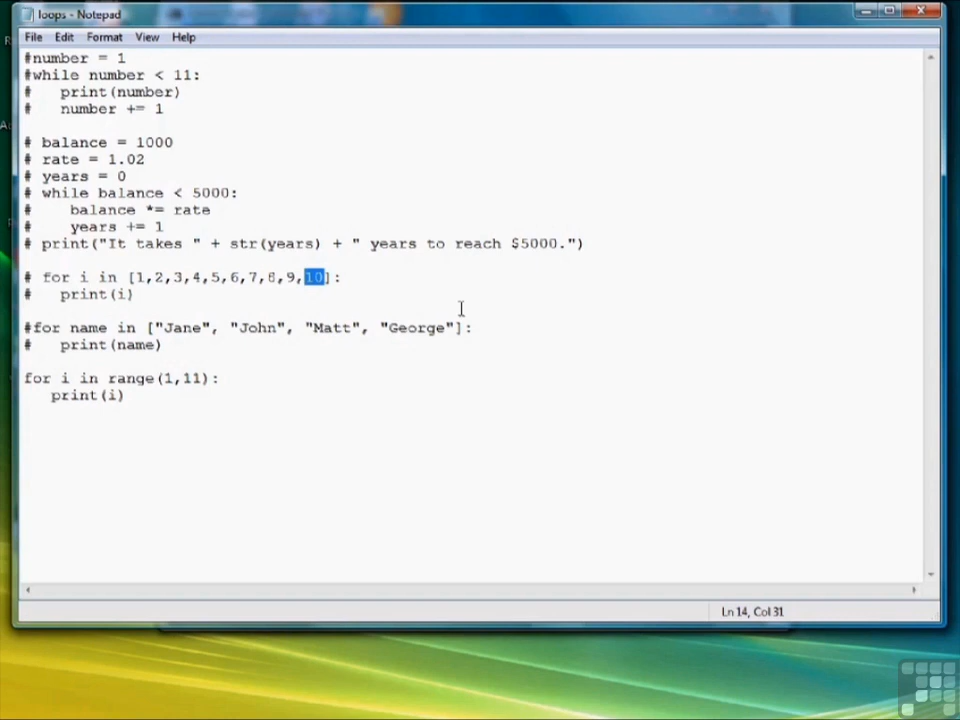 loops - Notepad
File Edit Format View Help
#number = 1
#while number < 11:
#   print(number)
#   number += 1
# balance = 1000
# rate = 1.02
# years = 0
# while balance < 5000:
#    balance *= rate
#    years += 1
# print("It takes " + str(years) + " years to reach $5000.")
# for i in [1,2,3,4,5,6,7,8,9,10]:
#   print(i)
#for name in ["Jane", "John", "Matt", "George"]:
#   print(name)
for i in range(1,11):
   print(i)
Ln 14, Col 31